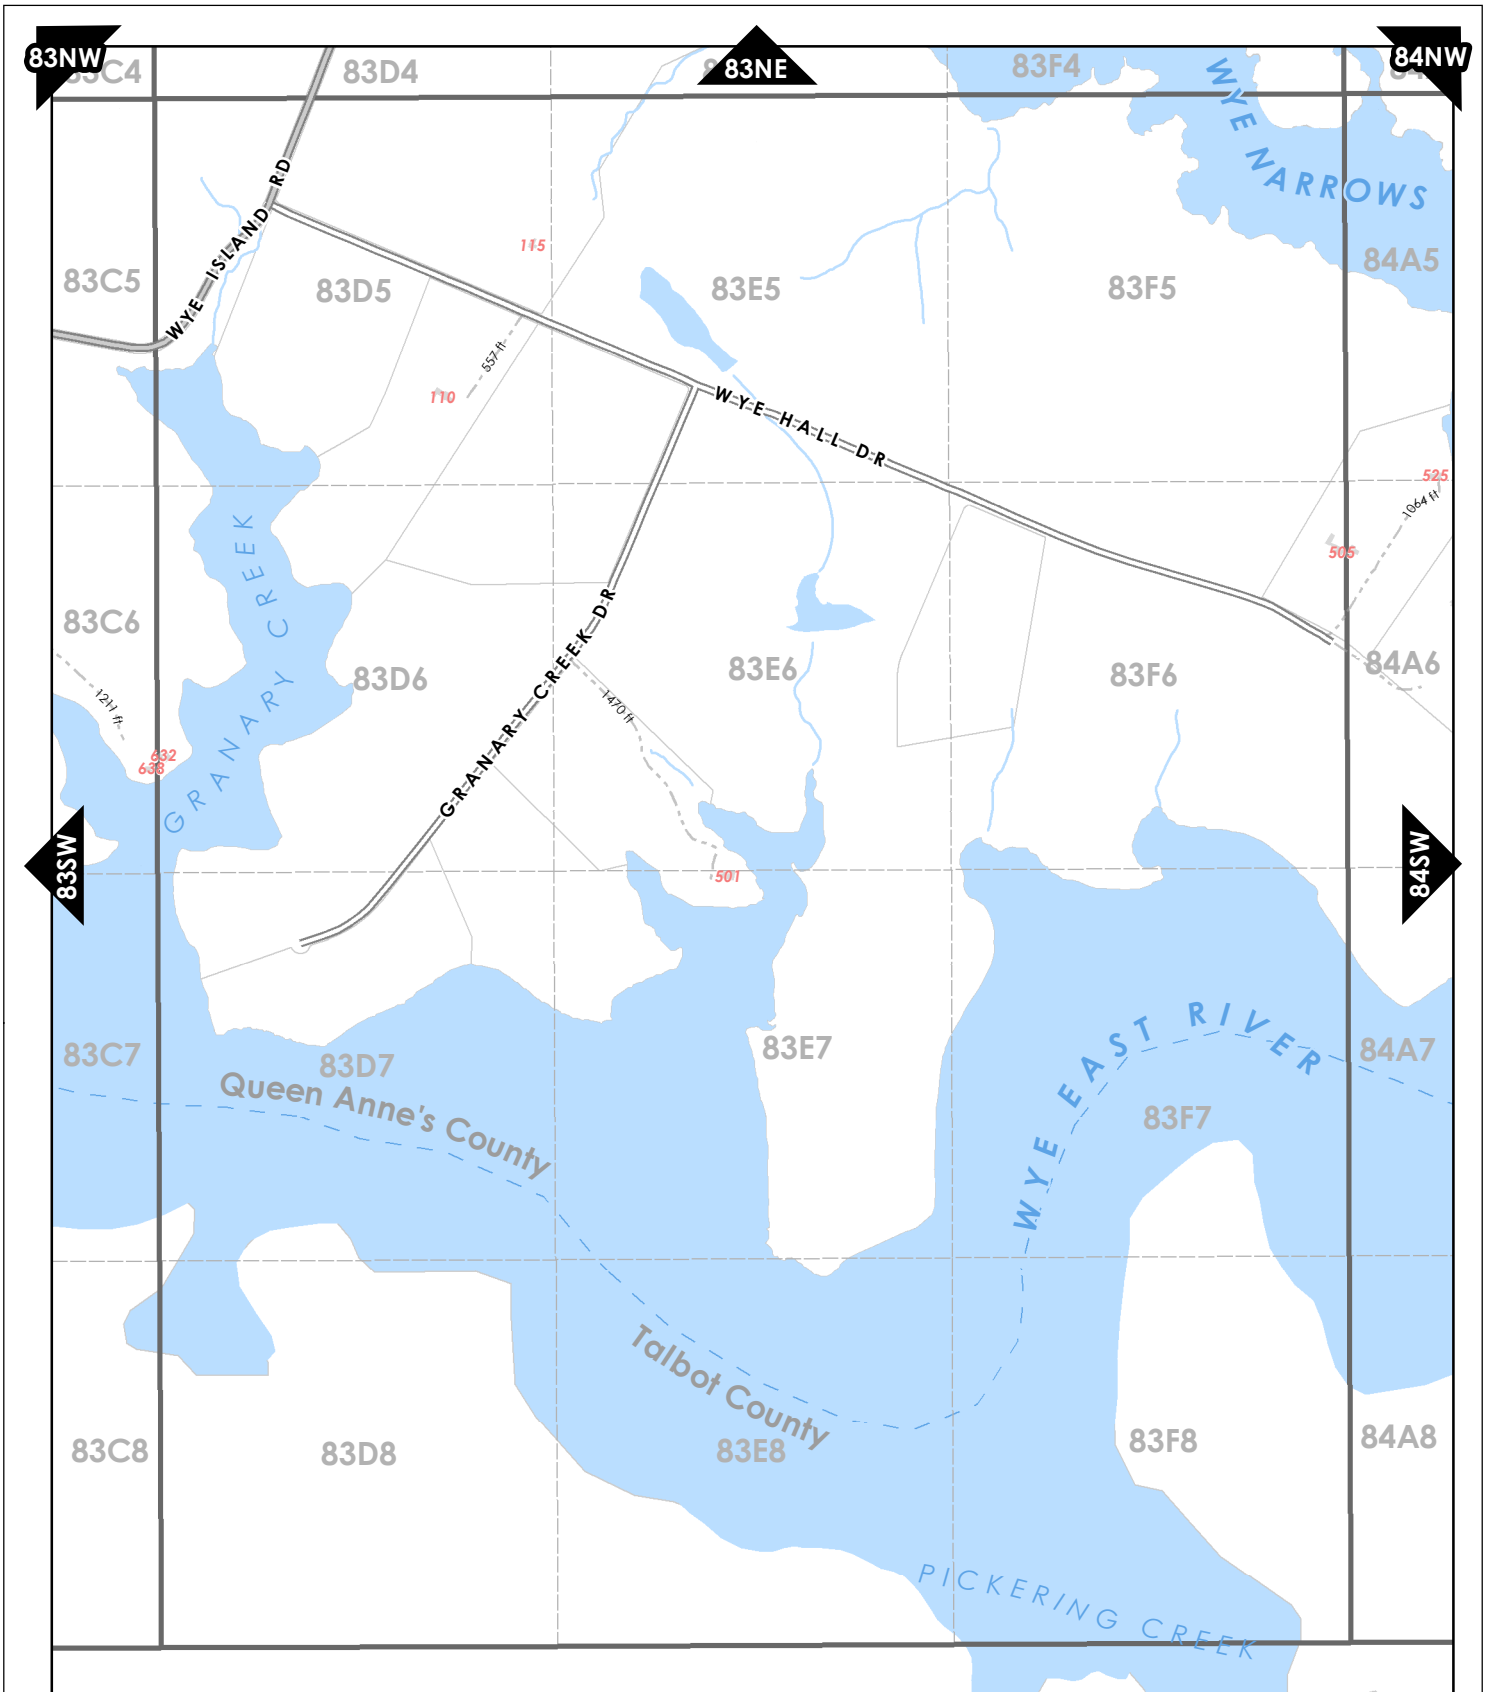 83NW
83C4
83D4
83NE
83F4
84NW
WYE NARROWS
WYE ISLAND RD
115
83C5
83D5
83E5
83F5
84A5
557 ft
110
WYE HALL DR
525
1064 ft
505
GRANARY CREEK
83C6
83D6
83E6
83F6
84A6
GRANARY CREEK DR
1211 ft
1470 ft
632
638
83SW
84SW
501
WYE EAST RIVER
83C7
83D7
83E7
84A7
Queen Anne's County
83F7
Talbot County
83C8
83D8
83E8
83F8
84A8
PICKERING CREEK